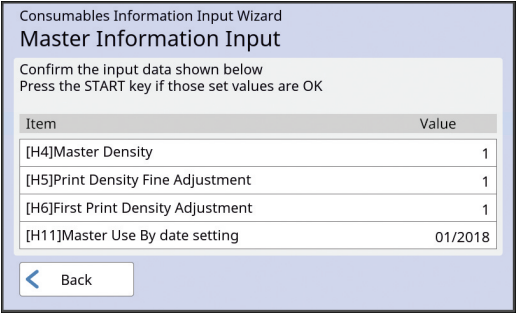 Consumables Information Input Wizard
Master Information Input
Confirm the input data shown below
Press the START key if those set values are OK
Item Value
[H4]Master Density 1
[H5]Print Density Fine Adjustment 1
[H6]First Print Density Adjustment 1
[H11]Master Use By date setting 01/2018
Back